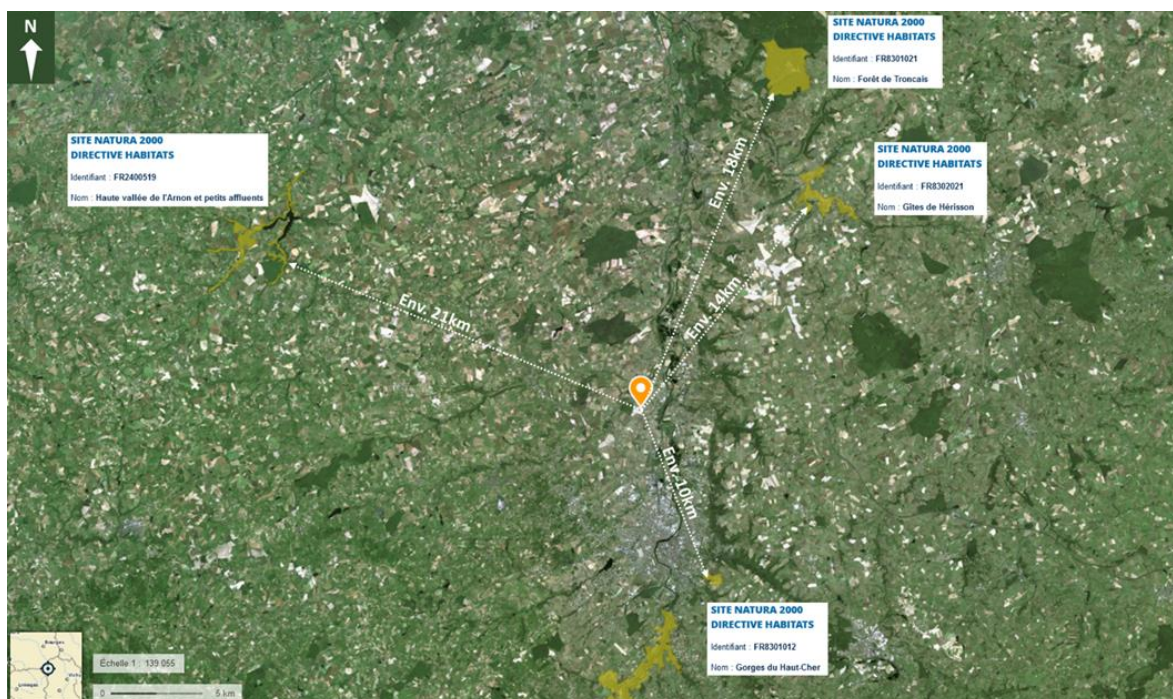 N
SITE NATURA 2000
DIRECTIVE HABITATS
Identifiant : FR8301021
Nom : Forêt de Troncais
SITE NATURA 2000
DIRECTIVE HABITATS
Identifiant : FR2400519
Nom : Haute vallée de l'Arnon et petits affluents
SITE NATURA 2000
DIRECTIVE HABITATS
Identifiant : FR8302021
Nom : Gîtes de Hérisson
Env. 18km
Env. 14km
Env. 21km
Env. 10km
SITE NATURA 2000
DIRECTIVE HABITATS
Identifiant : FR8301012
Nom : Gorges du Haut-Cher
Échelle 1 : 139 055
0 5 km